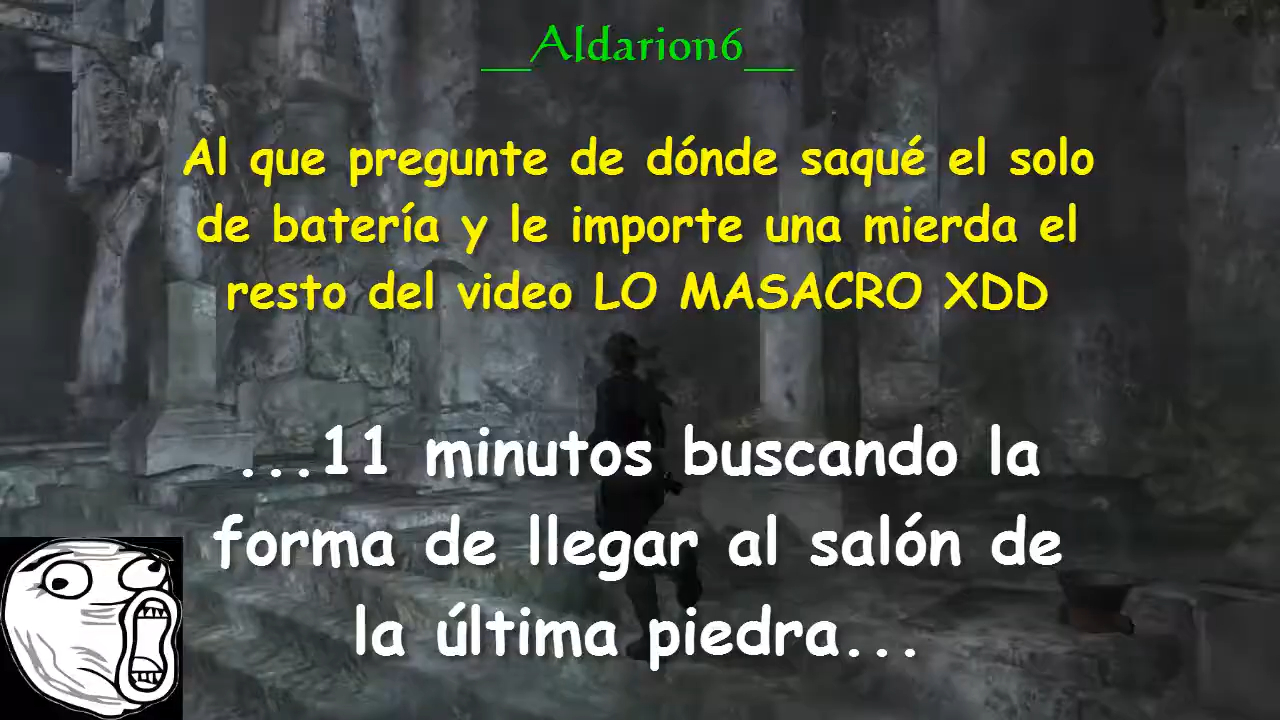 __Aldarion6__
Al que pregunte de dónde saqué el solo
de batería y le importe una mierda el
resto del video LO MASACRO XDD
...11 minutos buscando la
forma de llegar al salón de
la última piedra...